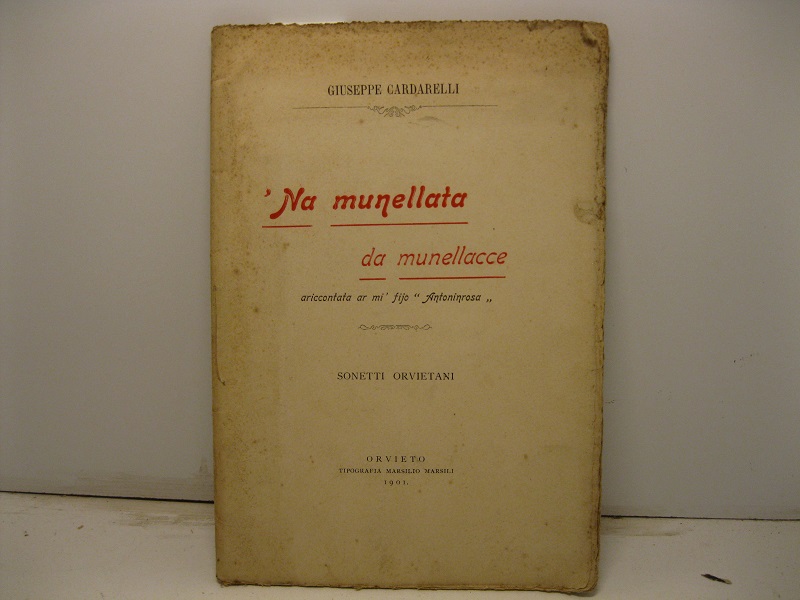 GIUSEPPE CARDARELLI
'Na munellata
da munellacce
ariccontata ar mi' fijo “ Antoninrosa „
SONETTI ORVIETANI
ORVIETO
TIPOGRAFIA MARSILIO MARSILI
1901.